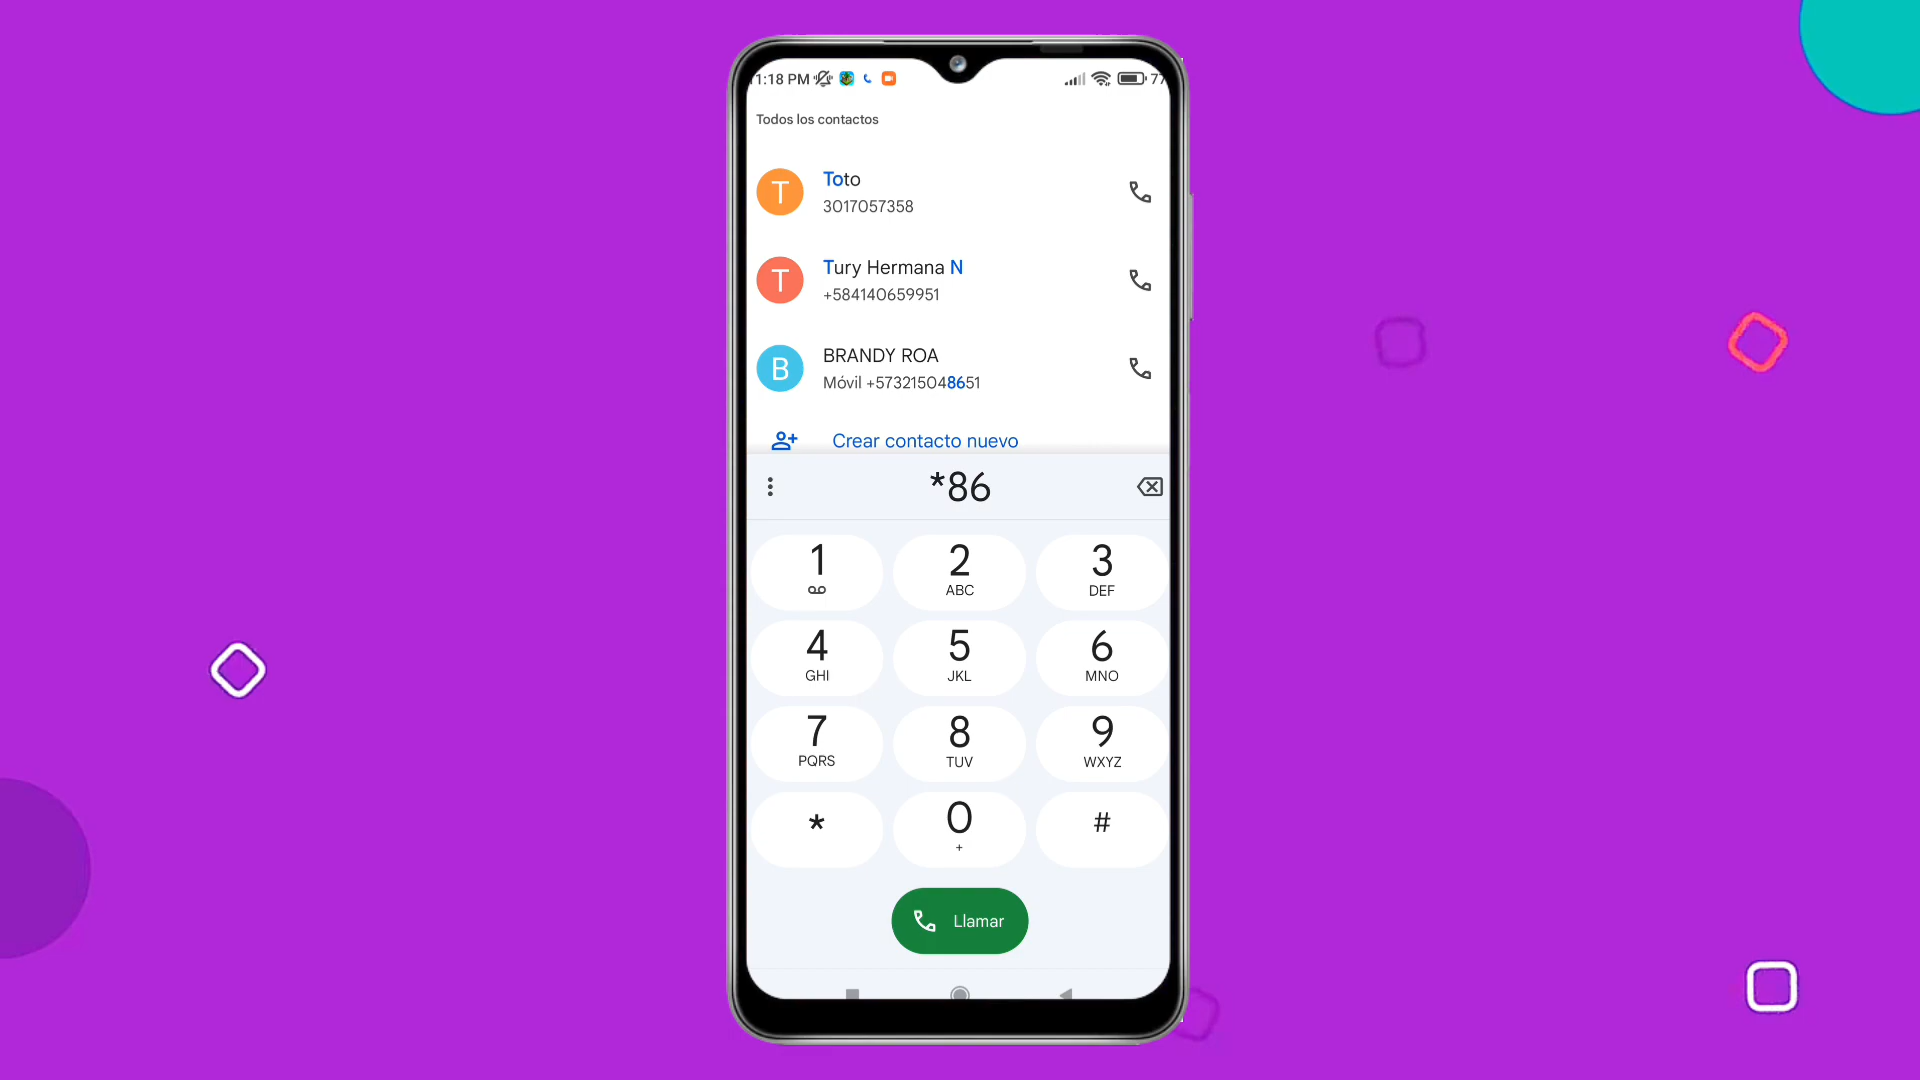 1:18 PM 77
Todos los contactos
T
Toto
3017057358
T
Tury Hermana N
+584140659951
B
BRANDY ROA
Móvil +573215048651
Crear contacto nuevo
*86
1 2 3
ABC DEF
4 5 6
GHI JKL MNO
7 8 9
PQRS TUV WXYZ
* 0 #
+
Llamar